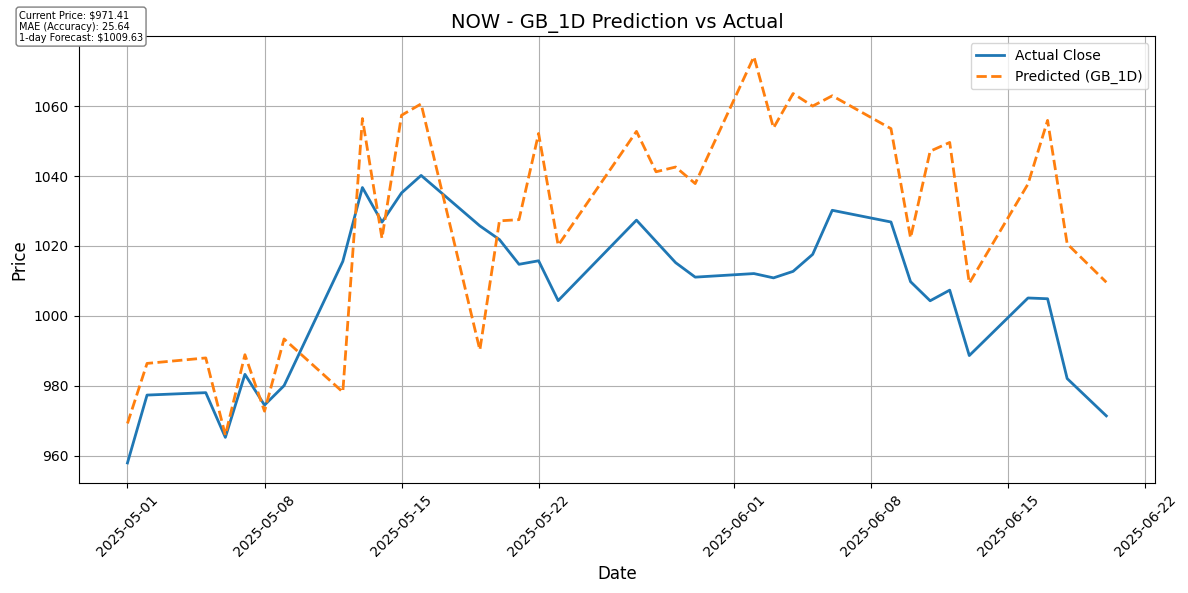 Current Price: $971.41
MAE (Accuracy): 25.64
1-day Forecast: $1009.63
NOW - GB_1D Prediction vs Actual
Actual Close
Predicted (GB_1D)
Price
1060
1040
1020
1000
980
960
2025-05-01
2025-05-08
2025-05-15
2025-05-22
2025-06-01
2025-06-08
2025-06-15
2025-06-22
Date